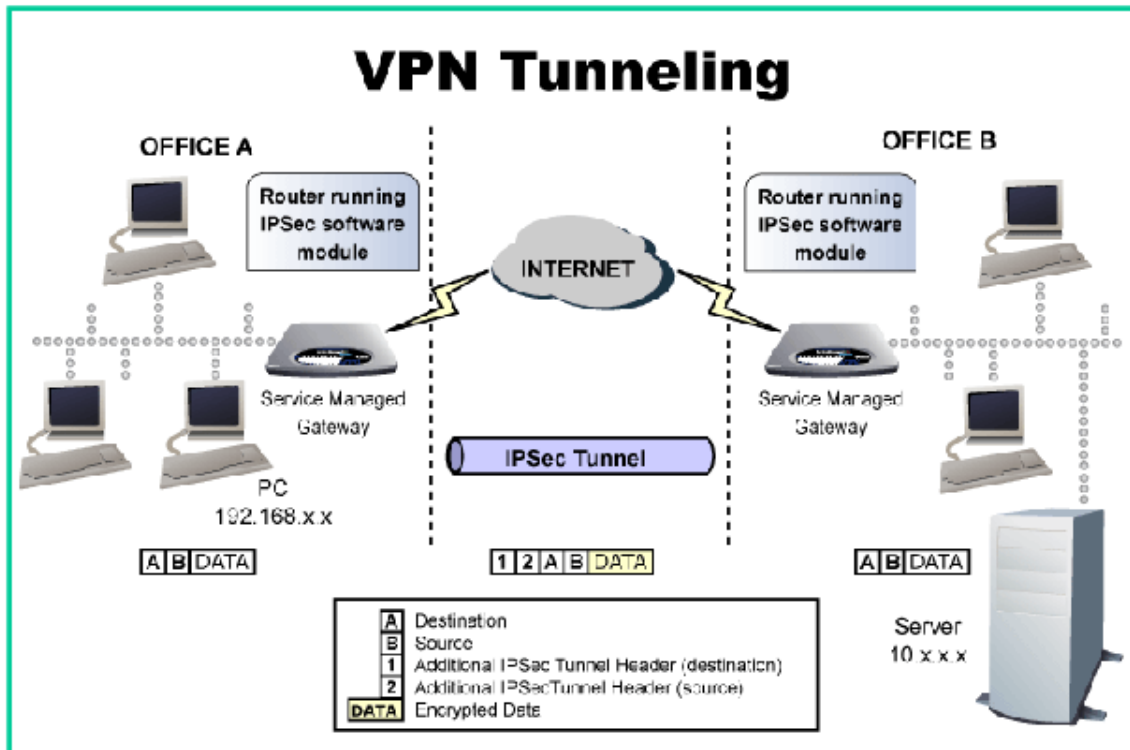 VPN Tunneling
OFFICE A
OFFICE B
Router running
IPSec software
module
Router running
IPSec software
module
INTERNET
Service Managed
Gateway
Service Managed
Gateway
IPSec Tunnel
PC
192.168.x.x
A B DATA
1 2 A B DATA
A B DATA
Server
10.x.x.x
A Destination
B Source
1 Additional IPSec Tunnel Header (destination)
2 Additional IPSecTunnel Header (source)
DATA Encrypted Data